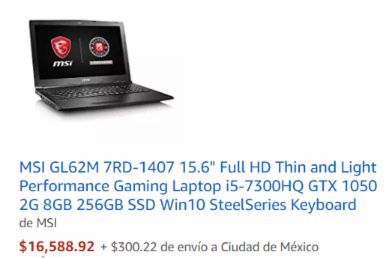 msi
MSI GL62M 7RD-1407 15.6" Full HD Thin and Light
Performance Gaming Laptop i5-7300HQ GTX 1050
2G 8GB 256GB SSD Win10 SteelSeries Keyboard
de MSI
$16,588.92 + $300.22 de envío a Ciudad de México